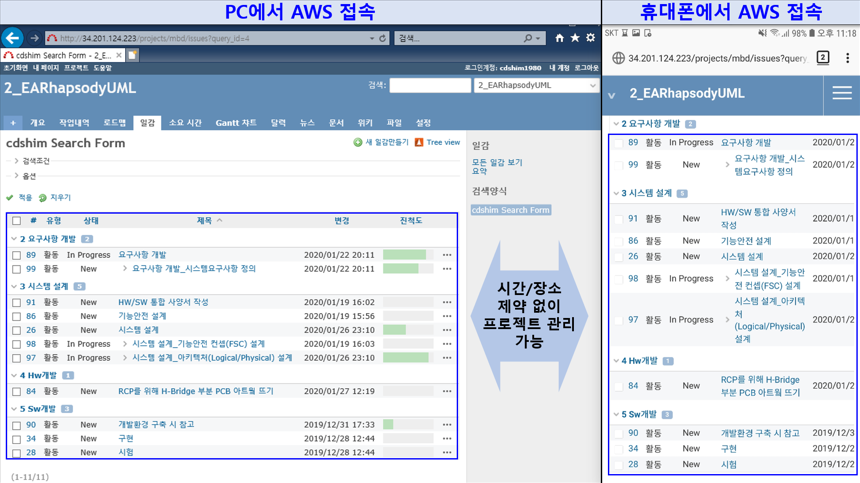 PC에서 AWS 접속
http://34.201.124.223/projects/mbd/issues?query_id=4
검색...
cdshim Search Form - 2_E...
초기화면 내 페이지 프로젝트 도움말
로그인계정: cdshim1980 내 계정 로그아웃
2_EARhapsodyUML
검색:
2_EARhapsodyUML
+ 개요 작업내역 로드맵 일감 소요 시간 Gantt 챠트 달력 뉴스 문서 위키 파일 설정
cdshim Search Form
새 일감만들기 Tree view
검색조건
옵션
적용 지우기
# 유형 상태 제목 변경 진척도
2 요구사항 개발 2
89 활동 In Progress 요구사항 개발 2020/01/22 20:11 ...
99 활동 New 요구사항 개발_시스템요구사항 정의 2020/01/22 20:11 ...
3 시스템 설계 5
91 활동 New HW/SW 통합 사양서 작성 2020/01/19 16:02 ...
86 활동 New 기능안전 설계 2020/01/19 15:56 ...
26 활동 New 시스템 설계 2020/01/26 23:10 ...
98 활동 In Progress 시스템 설계_기능안전 컨셉(FSC) 설계 2020/01/19 16:03 ...
97 활동 In Progress 시스템 설계_아키텍처(Logical/Physical) 설계 2020/01/26 23:10 ...
4 Hw개발 1
84 활동 New RCP를 위해 H-Bridge 부분 PCB 아트웍 뜨기 2020/01/27 12:19 ...
5 Sw개발 3
90 활동 New 개발환경 구축 시 참고 2019/12/31 17:33 ...
34 활동 New 구현 2019/12/28 12:44 ...
28 활동 New 시험 2019/12/28 12:44 ...
(1-11/11)
일감
모든 일감 보기
요약
검색양식
cdshim Search Form
시간/장소
제약 없이
프로젝트 관리
가능
휴대폰에서 AWS 접속
SKT
98% 오후 11:18
34.201.124.223/projects/mbd/issues?query
2
2_EARhapsodyUML
2 요구사항 개발 2
89 활동 In Progress 요구사항 개발 2020/01/2
99 활동 New 요구사항 개발_시스
템요구사항 정의 2020/01/2
3 시스템 설계 5
91 활동 New HW/SW 통합 사양서
작성 2020/01/1
86 활동 New 기능안전 설계 2020/01/1
26 활동 New 시스템 설계 2020/01/2
98 활동 In Progress 시스템 설계_기능안
전 컨셉(FSC) 설계 2020/01/1
97 활동 In Progress 시스템 설계_아키텍
처
(Logical/Physical)
설계 2020/01/2
4 Hw개발 1
84 활동 New RCP를 위해 H-Bridge
부분 PCB 아트웍 뜨기 2020/01/2
5 Sw개발 3
90 활동 New 개발환경 구축 시 참고 2019/12/3
34 활동 New 구현 2019/12/2
28 활동 New 시험 2019/12/2